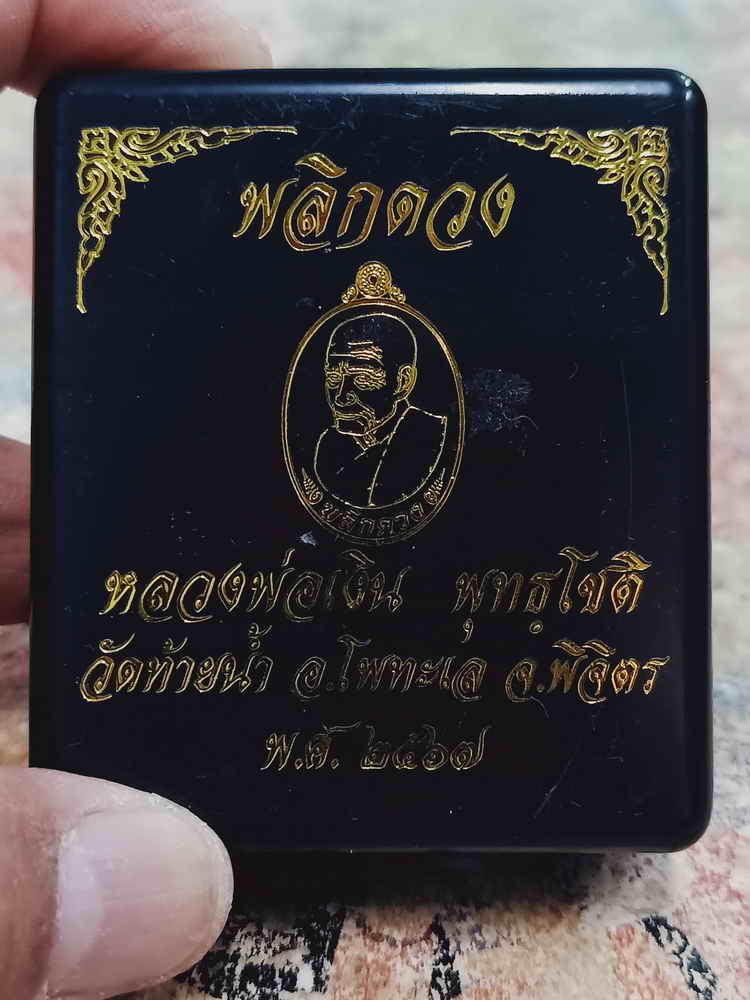 พลิกดวง
พลิกดวง
หลวงพ่อเงิน พุทธฺโชติ
วัดท้ายน้ำ อ.โพทะเล จ.พิจิตร
พ.ศ. ๒๕๖๗